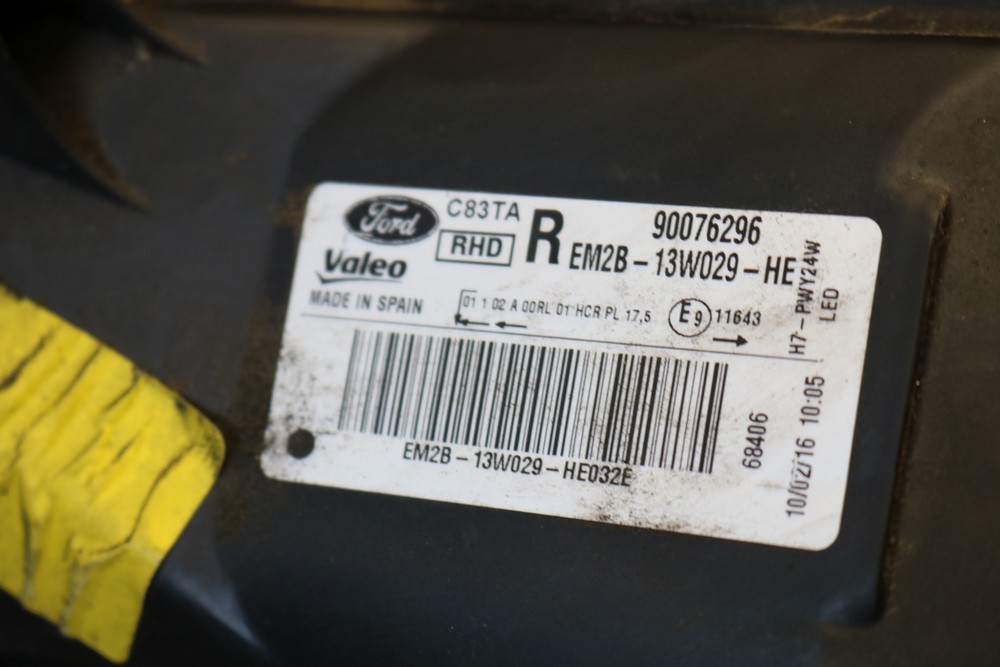 Ford
C83TA
R
90076296
RHD
EM2B-13W029-HE
Valeo
MADE IN SPAIN
01 1 02 A 00RL 01 HCR PL 17,5
E9 11643
H7-PWY24W
LED
EM2B-13W029-HE032E
68406
10/02/16 10:05